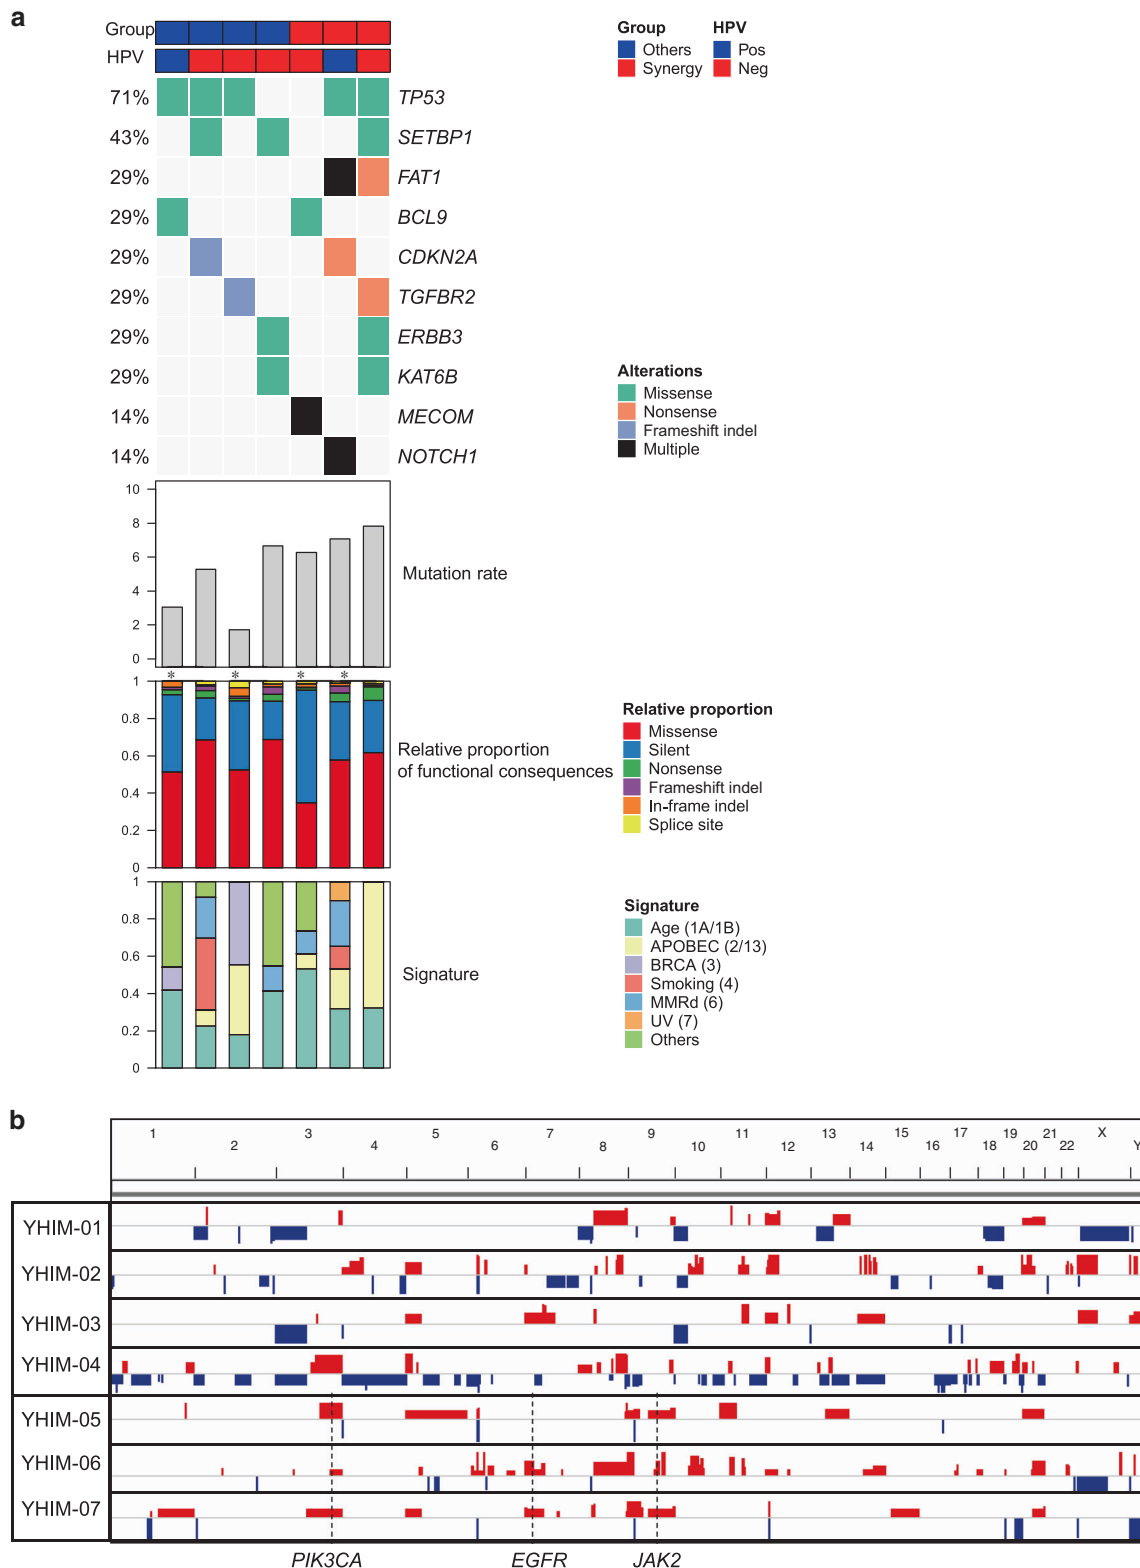 a
Group
HPV
Group
Others
Synergy
HPV
Pos
Neg
71% TP53
43% SETBP1
29% FAT1
29% BCL9
29% CDKN2A
29% TGFBR2
29% ERBB3
29% KAT6B
14% MECOM
14% NOTCH1
Alterations
Missense
Nonsense
Frameshift indel
Multiple
10
8
6
4
2
0
Mutation rate
* * * *
1
0.8
0.6
0.4
0.2
0
Relative proportion
of functional consequences
Relative proportion
Missense
Silent
Nonsense
Frameshift indel
In-frame indel
Splice site
1
0.8
0.6
0.4
0.2
0
Signature
Signature
Age (1A/1B)
APOBEC (2/13)
BRCA (3)
Smoking (4)
MMRd (6)
UV (7)
Others
b
1 2 3 4 5 6 7 8 9 10 11 12 13 14 15 16 17 18 19 20 21 22 X Y
YHIM-01
YHIM-02
YHIM-03
YHIM-04
YHIM-05
YHIM-06
YHIM-07
PIK3CA EGFR JAK2